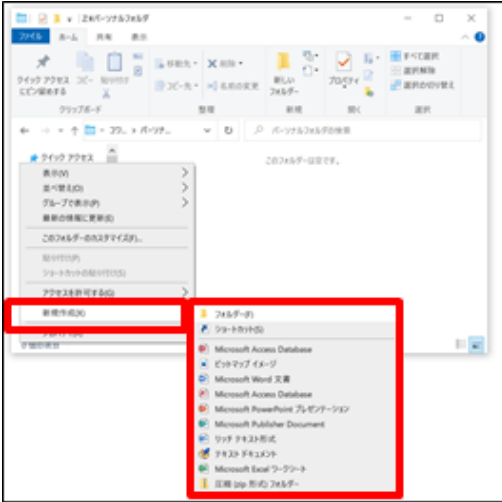 Z:¥パーソナルフォルダ
ファイル ホーム 共有 表示
クイック アクセス
にピン留めする
コピー
貼り付け
移動先
コピー先
削除
名前の変更
新しい
フォルダー
プロパティ
すべて選択
選択解除
選択の切り替え
クリップボード 整理 新規 開く 選択
パーソナルフォルダの検索
クイック アクセス
このフォルダーは空です。
表示(V)
並べ替え(O)
グループで表示(P)
最新の情報に更新(E)
このフォルダーのカスタマイズ(F)...
貼り付け(P)
ショートカットの貼り付け(S)
アクセスを許可する(G)
新規作成(X)
フォルダー(F)
ショートカット(S)
Microsoft Access Database
ビットマップ イメージ
Microsoft Word 文書
Microsoft Access Database
Microsoft PowerPoint プレゼンテーション
Microsoft Publisher Document
リッチ テキスト形式
テキスト ドキュメント
Microsoft Excel ワークシート
圧縮 (zip 形式) フォルダー